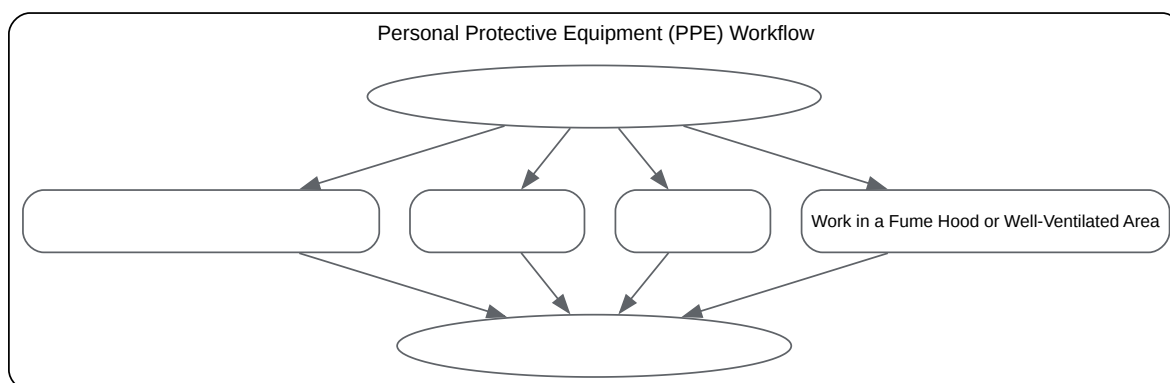 Personal Protective Equipment (PPE) Workflow
Work in a Fume Hood or Well-Ventilated Area